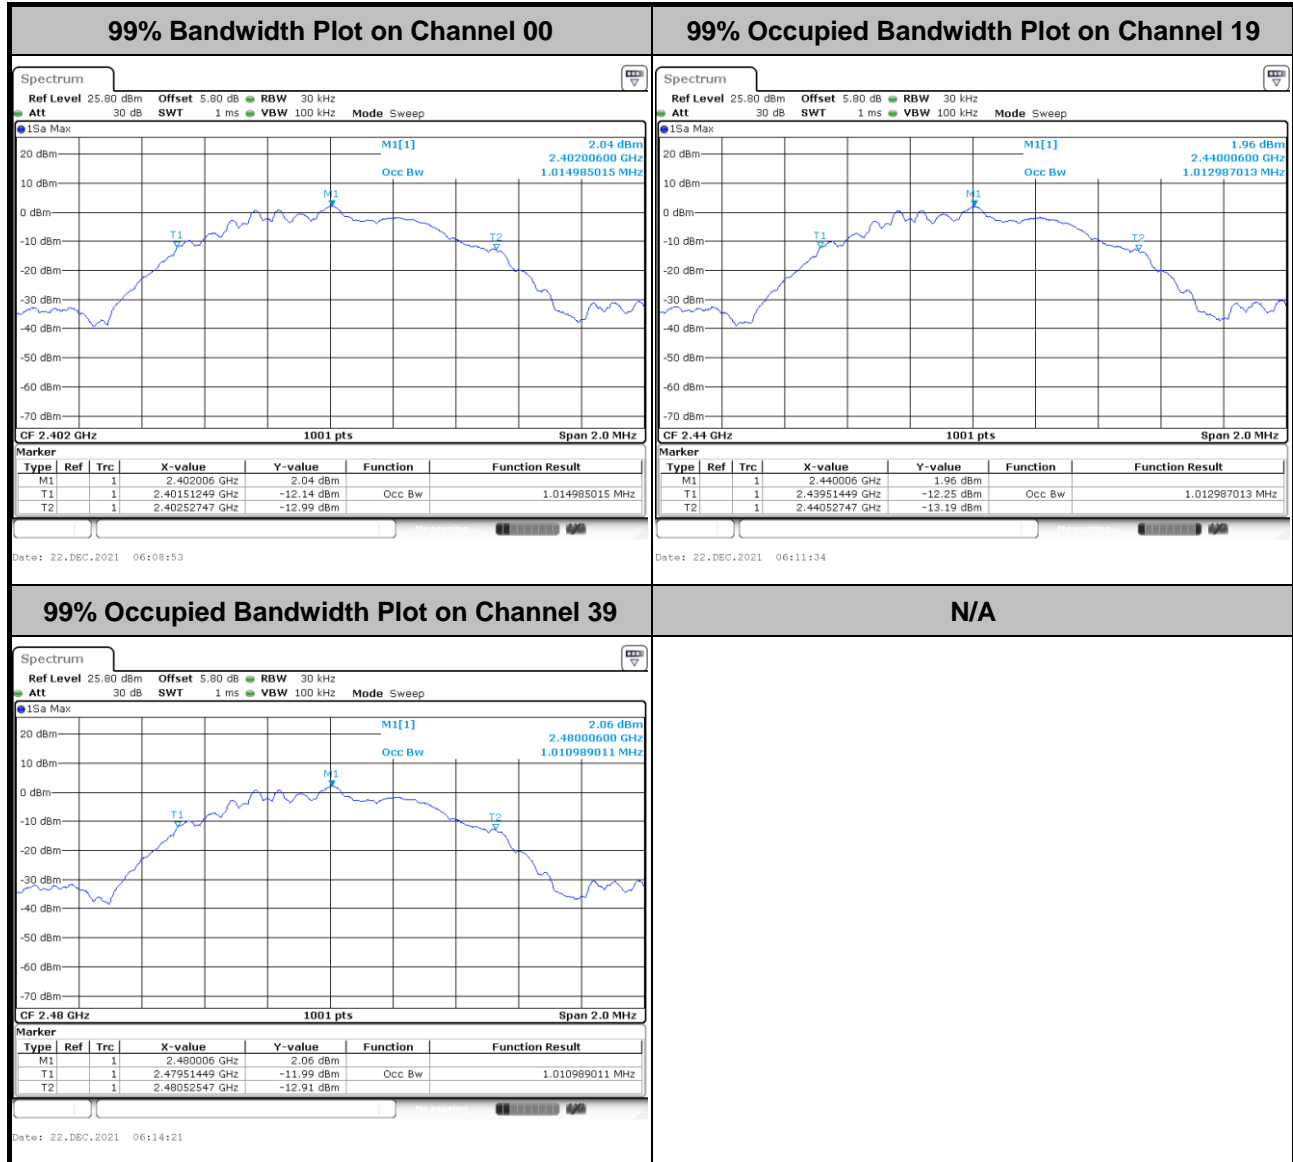 99% Bandwidth Plot on Channel 00
Spectrum
Ref Level 25.80 dBm Offset 5.80 dB RBW 30 kHz
Att 30 dB SWT 1 ms VBW 100 kHz Mode Sweep
1Sa Max
M1[1] 2.04 dBm
2.40200600 GHz
Occ Bw 1.014985015 MHz
20 dBm
10 dBm
0 dBm
-10 dBm
-20 dBm
-30 dBm
-40 dBm
-50 dBm
-60 dBm
-70 dBm
M1
T1
T2
CF 2.402 GHz 1001 pts Span 2.0 MHz
Marker
Type Ref Trc X-value Y-value Function Function Result
M1 1 2.402006 GHz 2.04 dBm
T1 1 2.40151249 GHz -12.14 dBm Occ Bw 1.014985015 MHz
T2 1 2.40252747 GHz -12.99 dBm
Measuring
Date: 22.DEC.2021 06:08:53
99% Occupied Bandwidth Plot on Channel 19
Spectrum
Ref Level 25.80 dBm Offset 5.80 dB RBW 30 kHz
Att 30 dB SWT 1 ms VBW 100 kHz Mode Sweep
1Sa Max
M1[1] 1.96 dBm
2.44000600 GHz
Occ Bw 1.012987013 MHz
20 dBm
10 dBm
0 dBm
-10 dBm
-20 dBm
-30 dBm
-40 dBm
-50 dBm
-60 dBm
-70 dBm
M1
T1
T2
CF 2.44 GHz 1001 pts Span 2.0 MHz
Marker
Type Ref Trc X-value Y-value Function Function Result
M1 1 2.440006 GHz 1.96 dBm
T1 1 2.43951449 GHz -12.25 dBm Occ Bw 1.012987013 MHz
T2 1 2.44052747 GHz -13.19 dBm
Measuring
Date: 22.DEC.2021 06:11:34
99% Occupied Bandwidth Plot on Channel 39
Spectrum
Ref Level 25.80 dBm Offset 5.80 dB RBW 30 kHz
Att 30 dB SWT 1 ms VBW 100 kHz Mode Sweep
1Sa Max
M1[1] 2.06 dBm
2.48000600 GHz
Occ Bw 1.010989011 MHz
20 dBm
10 dBm
0 dBm
-10 dBm
-20 dBm
-30 dBm
-40 dBm
-50 dBm
-60 dBm
-70 dBm
M1
T1
T2
CF 2.48 GHz 1001 pts Span 2.0 MHz
Marker
Type Ref Trc X-value Y-value Function Function Result
M1 1 2.480006 GHz 2.06 dBm
T1 1 2.47951449 GHz -11.99 dBm Occ Bw 1.010989011 MHz
T2 1 2.48052547 GHz -12.91 dBm
Measuring
Date: 22.DEC.2021 06:14:21
N/A